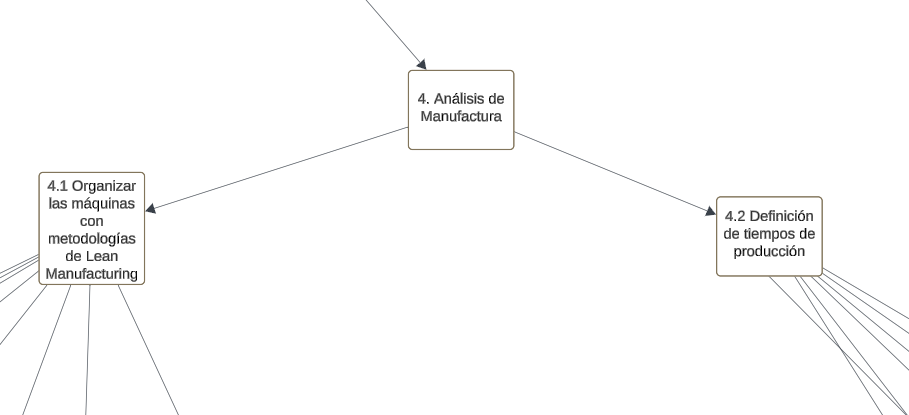 4. Análisis de
Manufactura
4.1 Organizar
las máquinas
con
metodologías
de Lean
Manufacturing
4.2 Definición
de tiempos de
producción